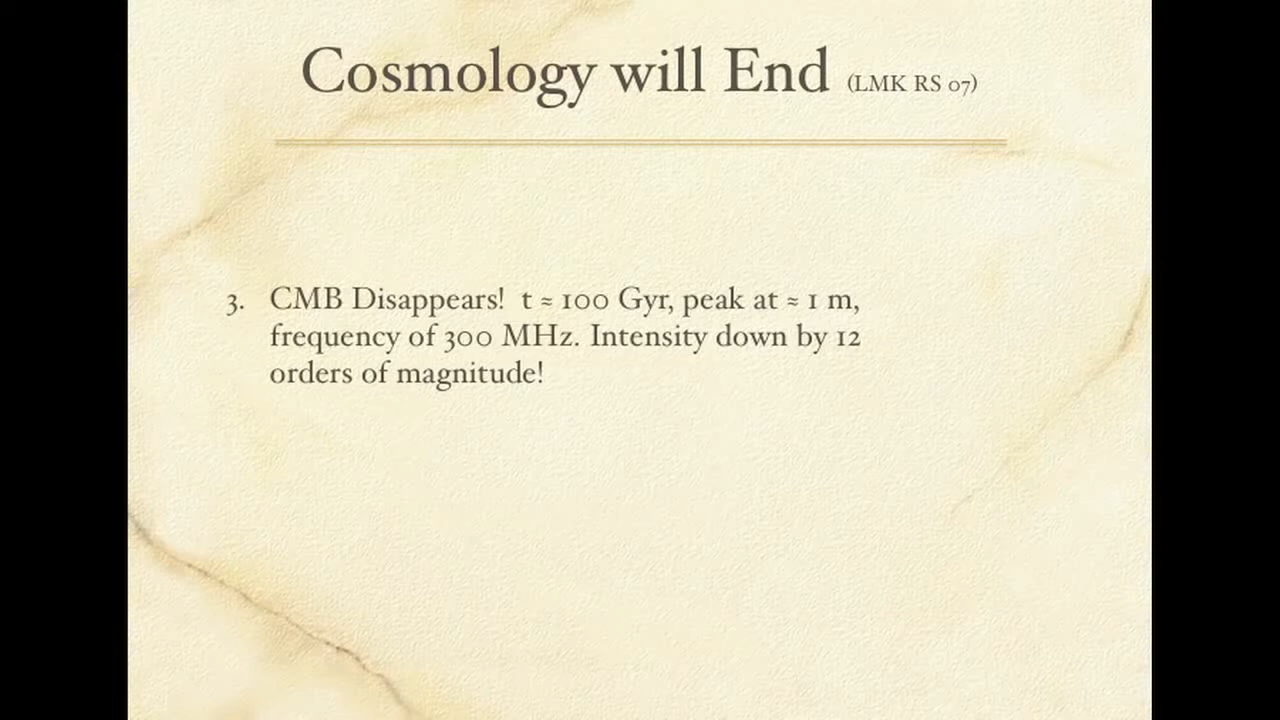 Cosmology will End (LMK RS 07)
3. CMB Disappears! t ≈ 100 Gyr, peak at ≈ 1 m,
frequency of 300 MHz. Intensity down by 12
orders of magnitude!